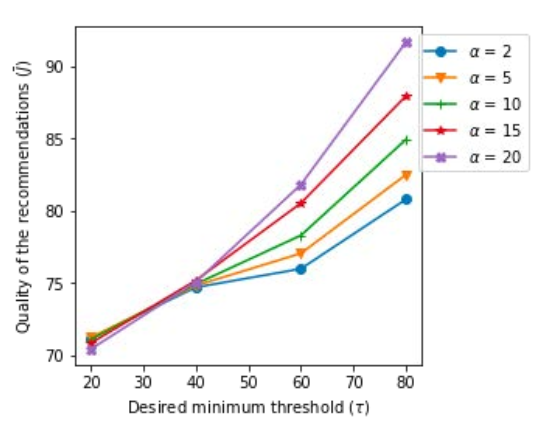 Quality of the recommendations (J̄)
90
85
80
75
70
20 30 40 50 60 70 80
Desired minimum threshold (τ)
α = 2
α = 5
α = 10
α = 15
α = 20